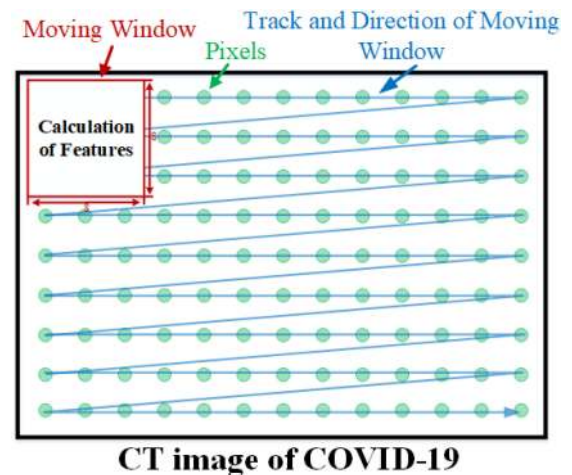 Moving Window
Track and Direction of Moving
Window
Pixels
Calculation
of Features
CT image of COVID-19